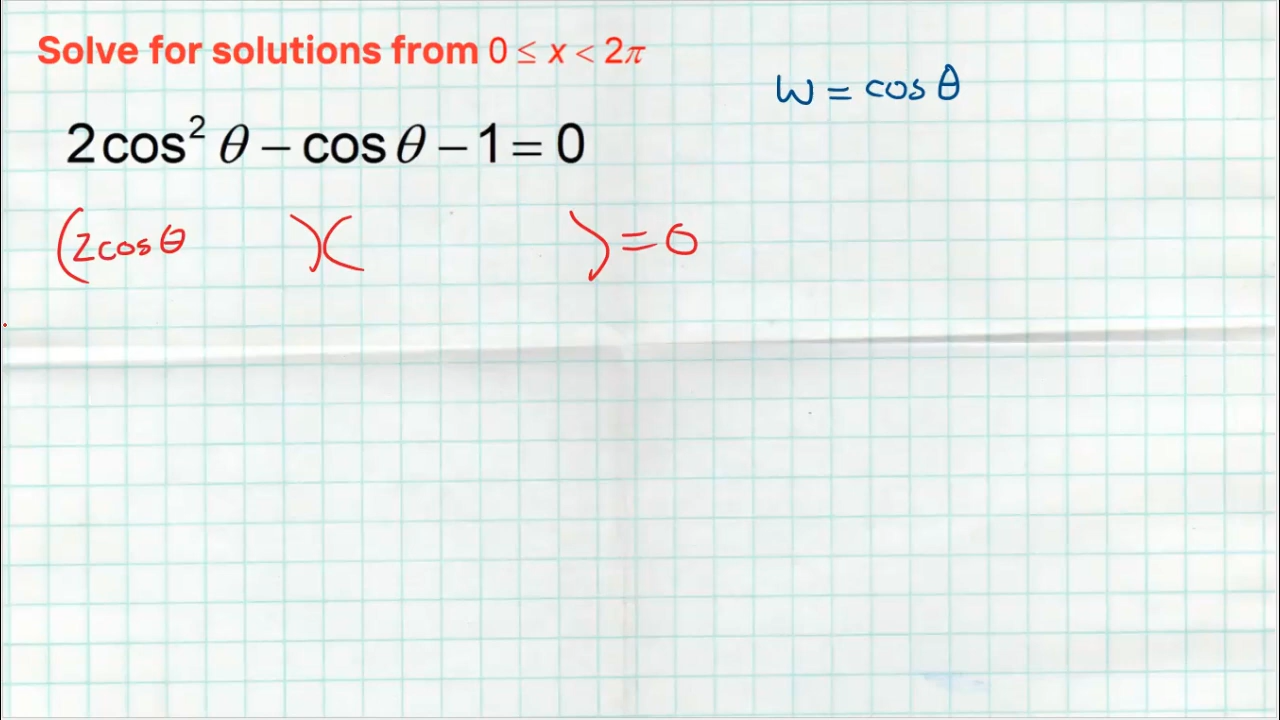 Solve for solutions from 0 ≤ x < 2π
w = cos θ
2cos² θ − cos θ − 1 = 0
(2cos θ )( ) = 0